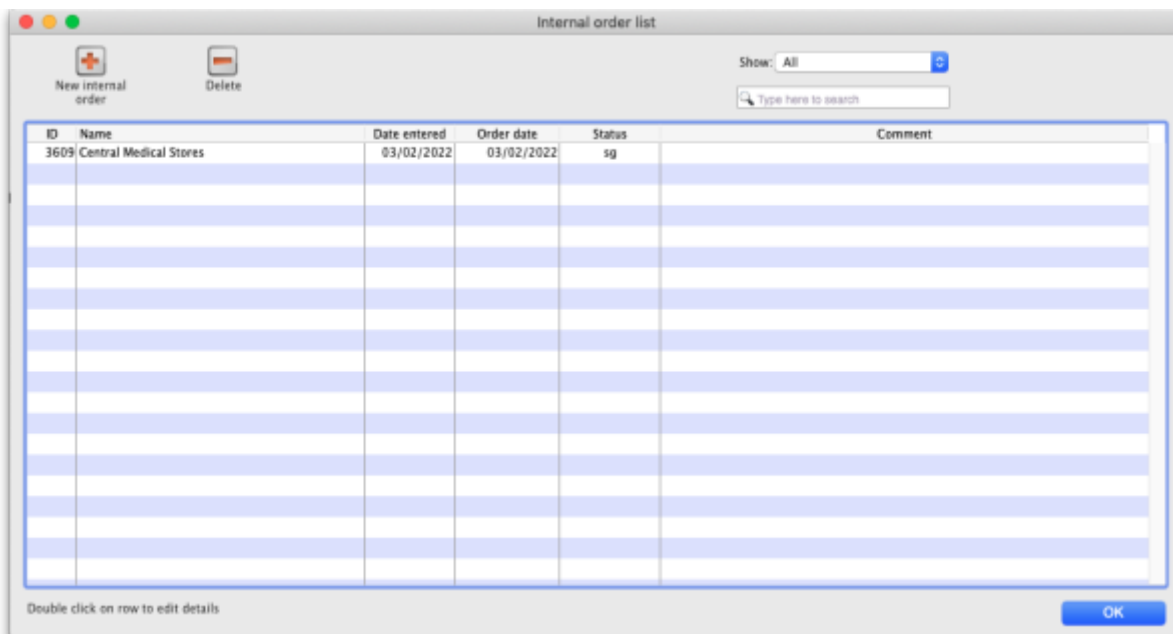 Internal order list
New internal
order
Delete
Show: All
Type here to search
ID Name Date entered Order date Status Comment
3609 Central Medical Stores 03/02/2022 03/02/2022 sg
Double click on row to edit details
OK